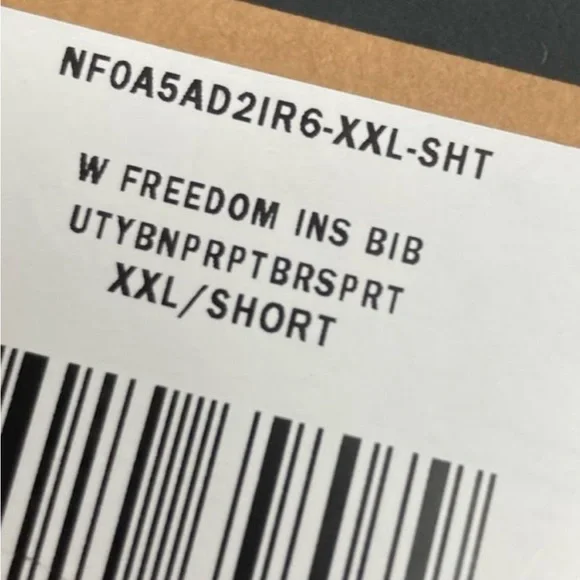 NF0A5AD2IR6-XXL-SHT
W FREEDOM INS BIB
UTYBNPRPTBRSPRT
XXL/SHORT